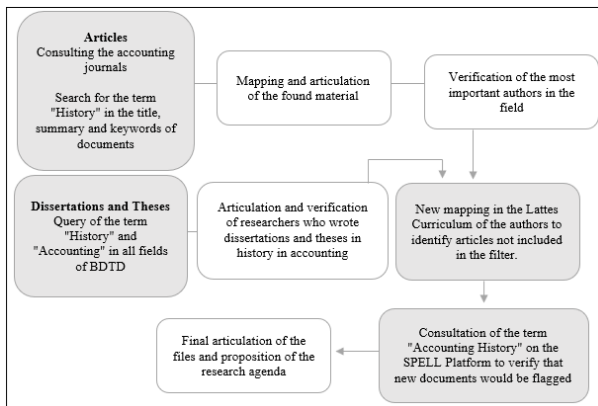 Articles
Consulting the accounting
journals
Search for the term
"History" in the title,
summary and keywords of
documents
Mapping and articulation
of the found material
Verification of the most
important authors in the
field
Dissertations and Theses
Query of the term
"History" and
"Accounting" in all fields
of BDTD
Articulation and verification
of researchers who wrote
dissertations and theses in
history in accounting
New mapping in the Lattes
Curriculum of the authors to
identify articles not included
in the filter.
Consultation of the term
"Accounting History" on the
SPELL Platform to verify that
new documents would be flagged
Final articulation of the
files and proposition of the
research agenda